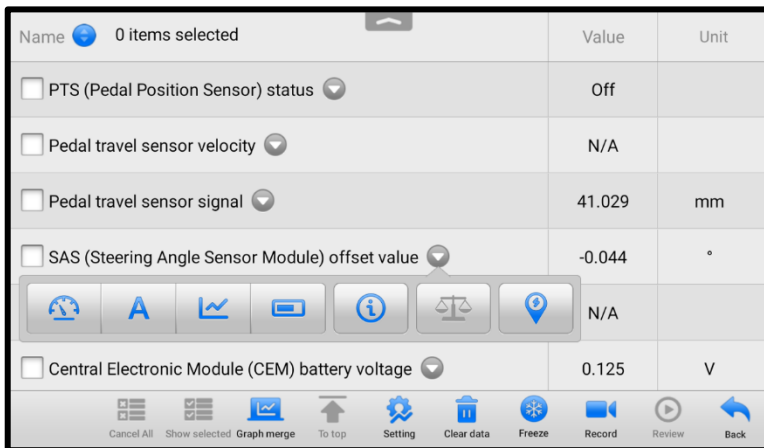 Name 0 items selected Value Unit
PTS (Pedal Position Sensor) status Off
Pedal travel sensor velocity N/A
Pedal travel sensor signal 41.029 mm
SAS (Steering Angle Sensor Module) offset value -0.044 °
A N/A
Central Electronic Module (CEM) battery voltage 0.125 V
Cancel All Show selected Graph merge To top Setting Clear data Freeze Record Review Back